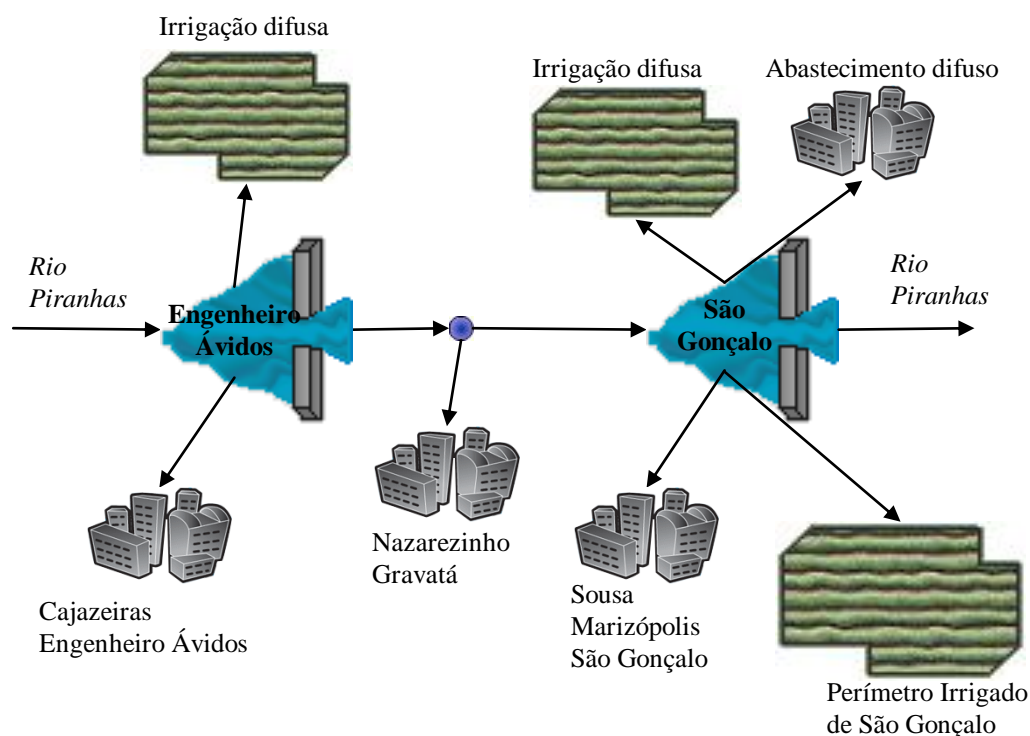 Irrigação difusa
Irrigação difusa
Abastecimento difuso
Rio
Piranhas
Engenheiro
Ávidos
São
Gonçalo
Rio
Piranhas
Nazarezinho
Gravatá
Cajazeiras
Engenheiro Ávidos
Sousa
Marizópolis
São Gonçalo
Perímetro Irrigado
de São Gonçalo